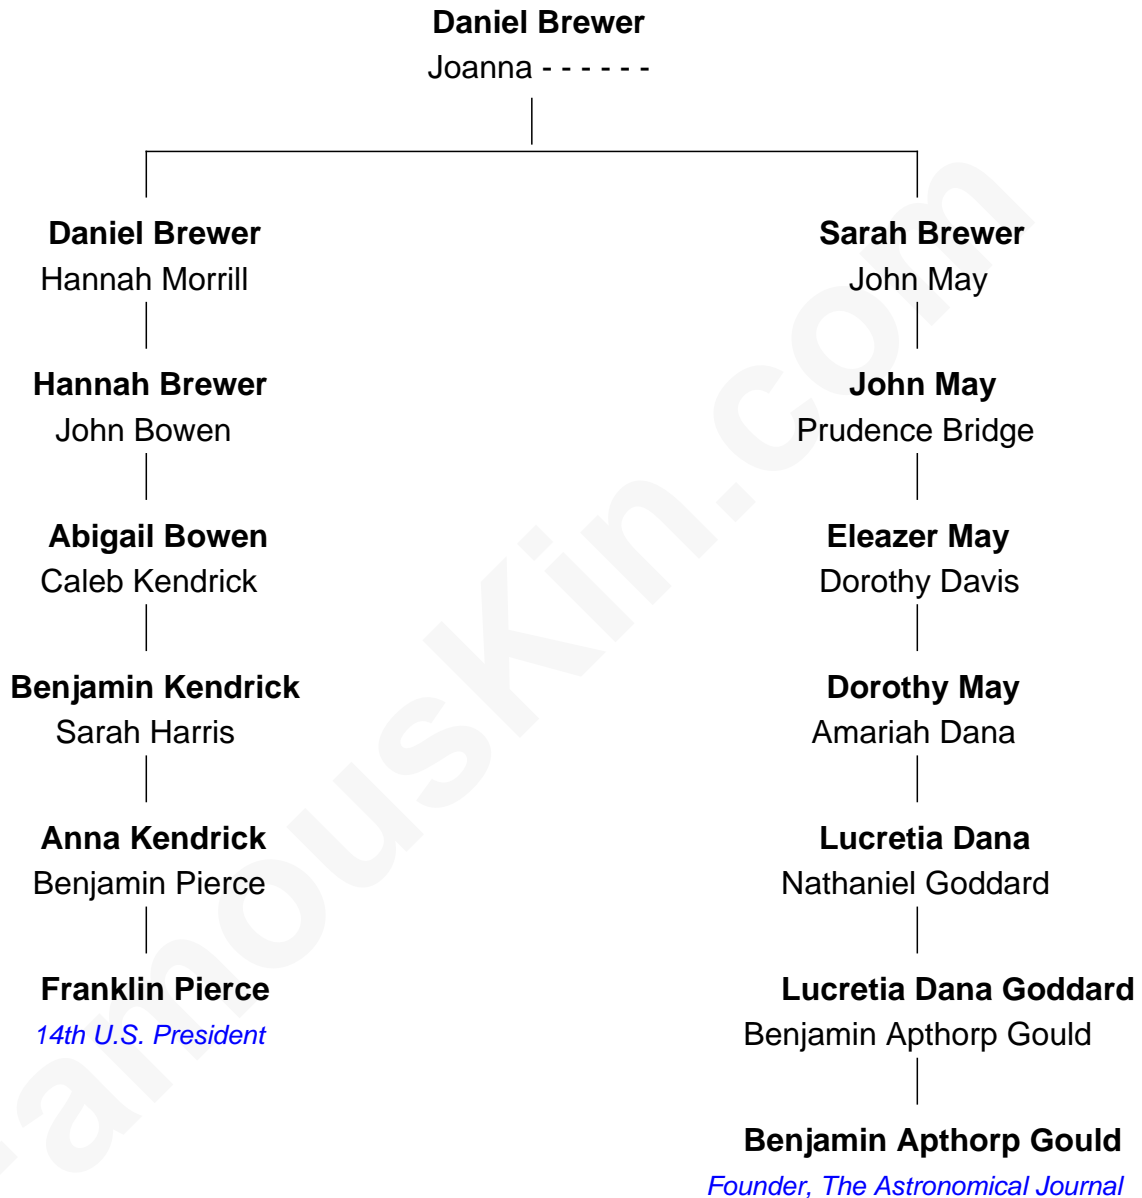 Daniel Brewer
Joanna - - - - - -
Daniel Brewer
Hannah Morrill
Sarah Brewer
John May
Hannah Brewer
John Bowen
John May
Prudence Bridge
Abigail Bowen
Caleb Kendrick
Eleazer May
Dorothy Davis
Benjamin Kendrick
Sarah Harris
Dorothy May
Amariah Dana
Anna Kendrick
Benjamin Pierce
Lucretia Dana
Nathaniel Goddard
Franklin Pierce
14th U.S. President
Lucretia Dana Goddard
Benjamin Apthorp Gould
Benjamin Apthorp Gould
Founder, The Astronomical Journal
FamousKin.com